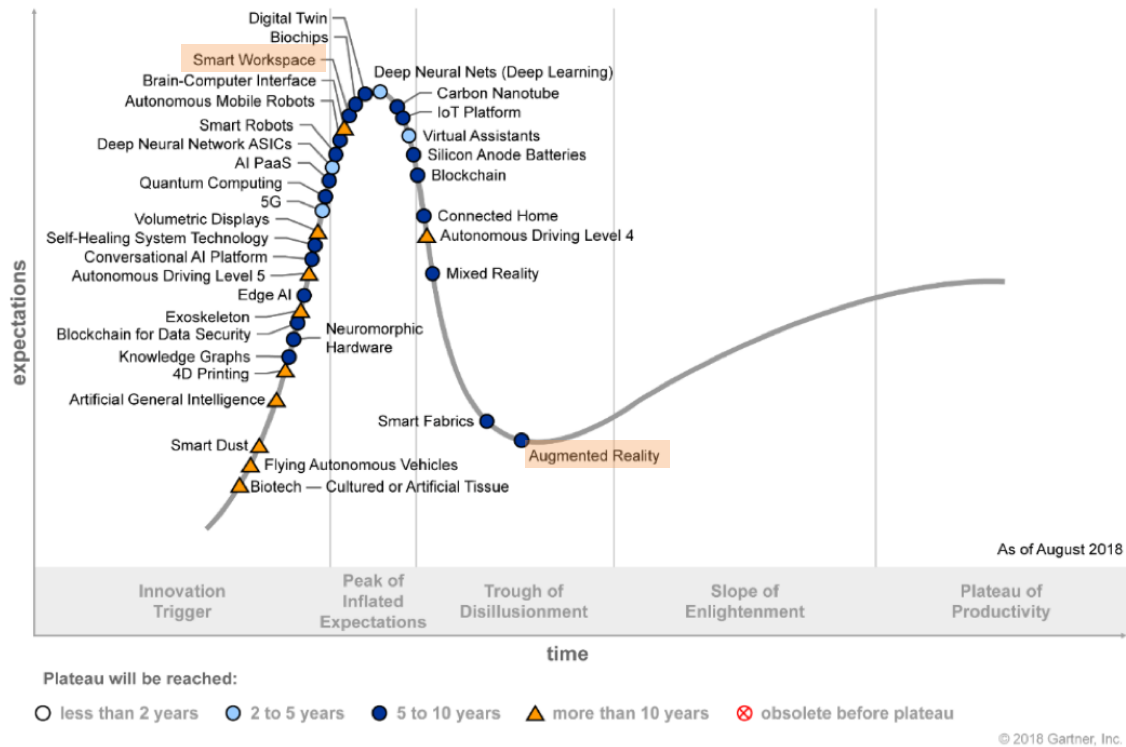 Digital Twin
Biochips
Smart Workspace
Brain-Computer Interface
Autonomous Mobile Robots
Smart Robots
Deep Neural Network ASICs
AI PaaS
Quantum Computing
5G
Volumetric Displays
Self-Healing System Technology
Conversational AI Platform
Autonomous Driving Level 5
Edge AI
Exoskeleton
Blockchain for Data Security
Neuromorphic
Hardware
Knowledge Graphs
4D Printing
Artificial General Intelligence
Smart Dust
Flying Autonomous Vehicles
Biotech — Cultured or Artificial Tissue
Deep Neural Nets (Deep Learning)
Carbon Nanotube
IoT Platform
Virtual Assistants
Silicon Anode Batteries
Blockchain
Connected Home
Autonomous Driving Level 4
Mixed Reality
Smart Fabrics
Augmented Reality
expectations
As of August 2018
Innovation
Trigger
Peak of
Inflated
Expectations
Trough of
Disillusionment
Slope of
Enlightenment
Plateau of
Productivity
time
Plateau will be reached:
less than 2 years
2 to 5 years
5 to 10 years
more than 10 years
obsolete before plateau
© 2018 Gartner, Inc.